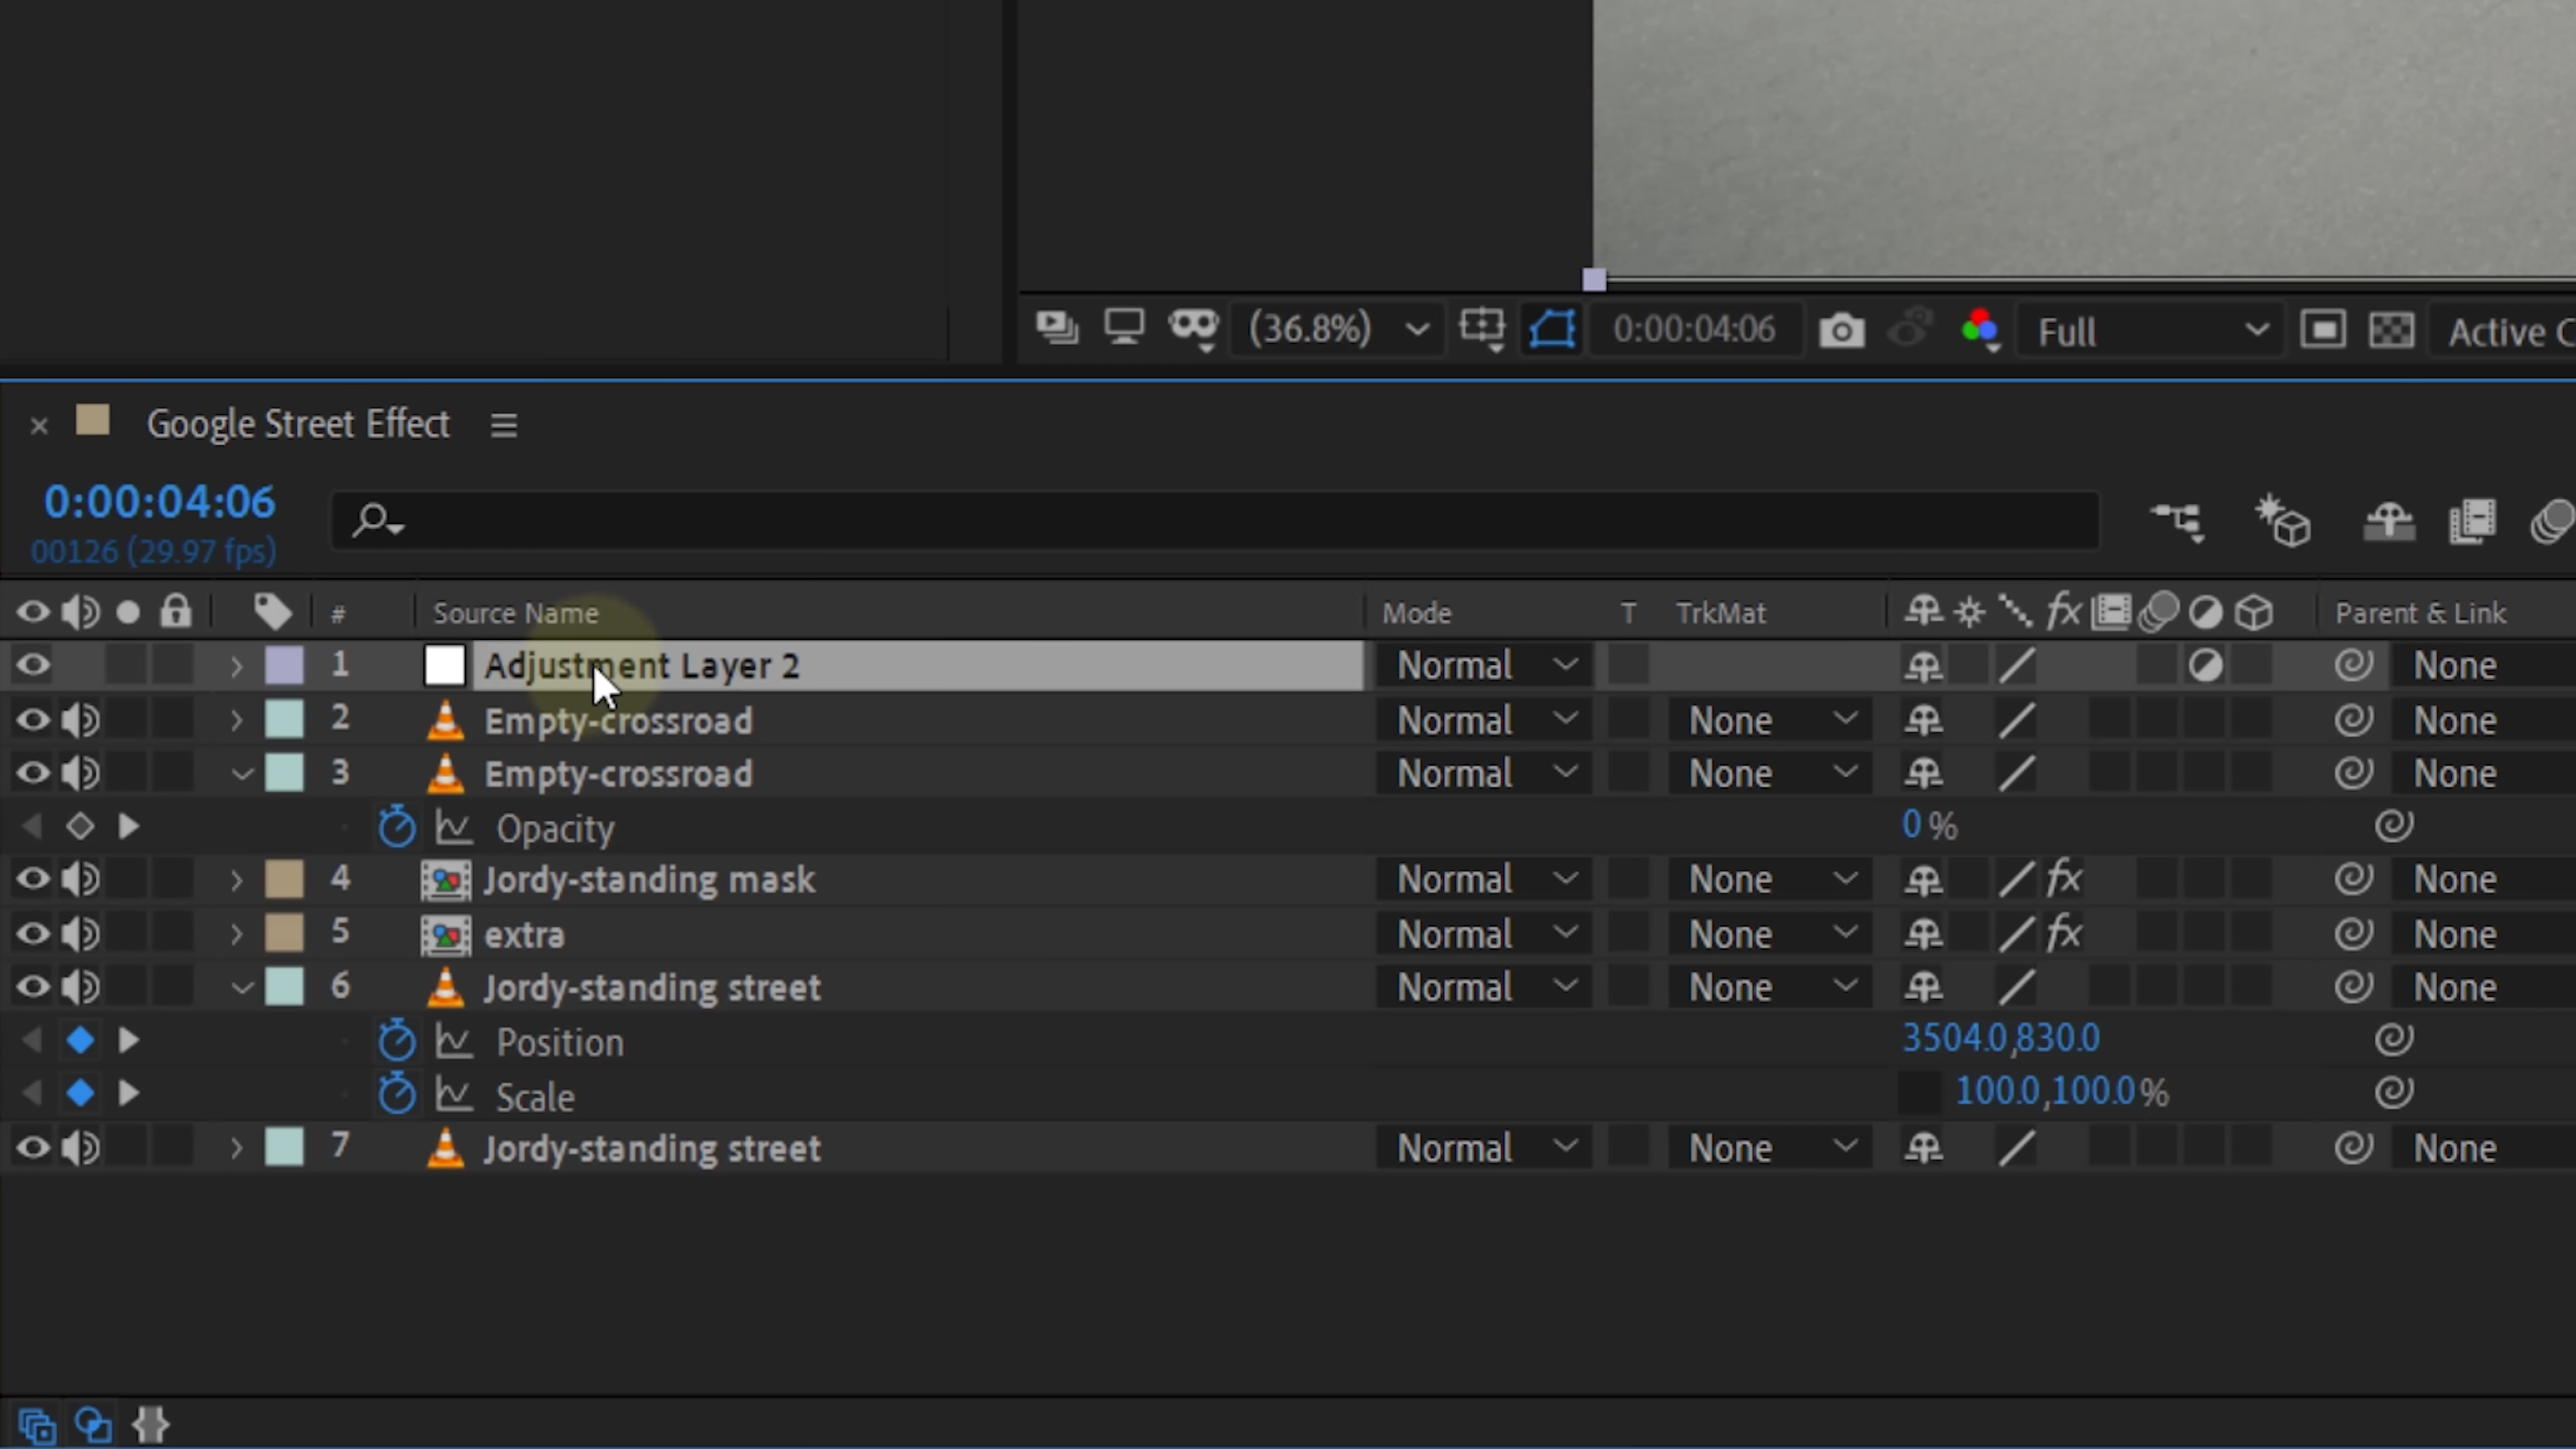 (36.8%) 0:00:04:06 Full Active C
× Google Street Effect
0:00:04:06
00126 (29.97 fps)
# Source Name Mode T TrkMat fx Parent & Link
1 Adjustment Layer 2 Normal None
2 Empty-crossroad Normal None None
3 Empty-crossroad Normal None None
Opacity 0 %
4 Jordy-standing mask Normal None fx None
5 extra Normal None fx None
6 Jordy-standing street Normal None None
Position 3504.0,830.0
Scale 100.0,100.0%
7 Jordy-standing street Normal None None